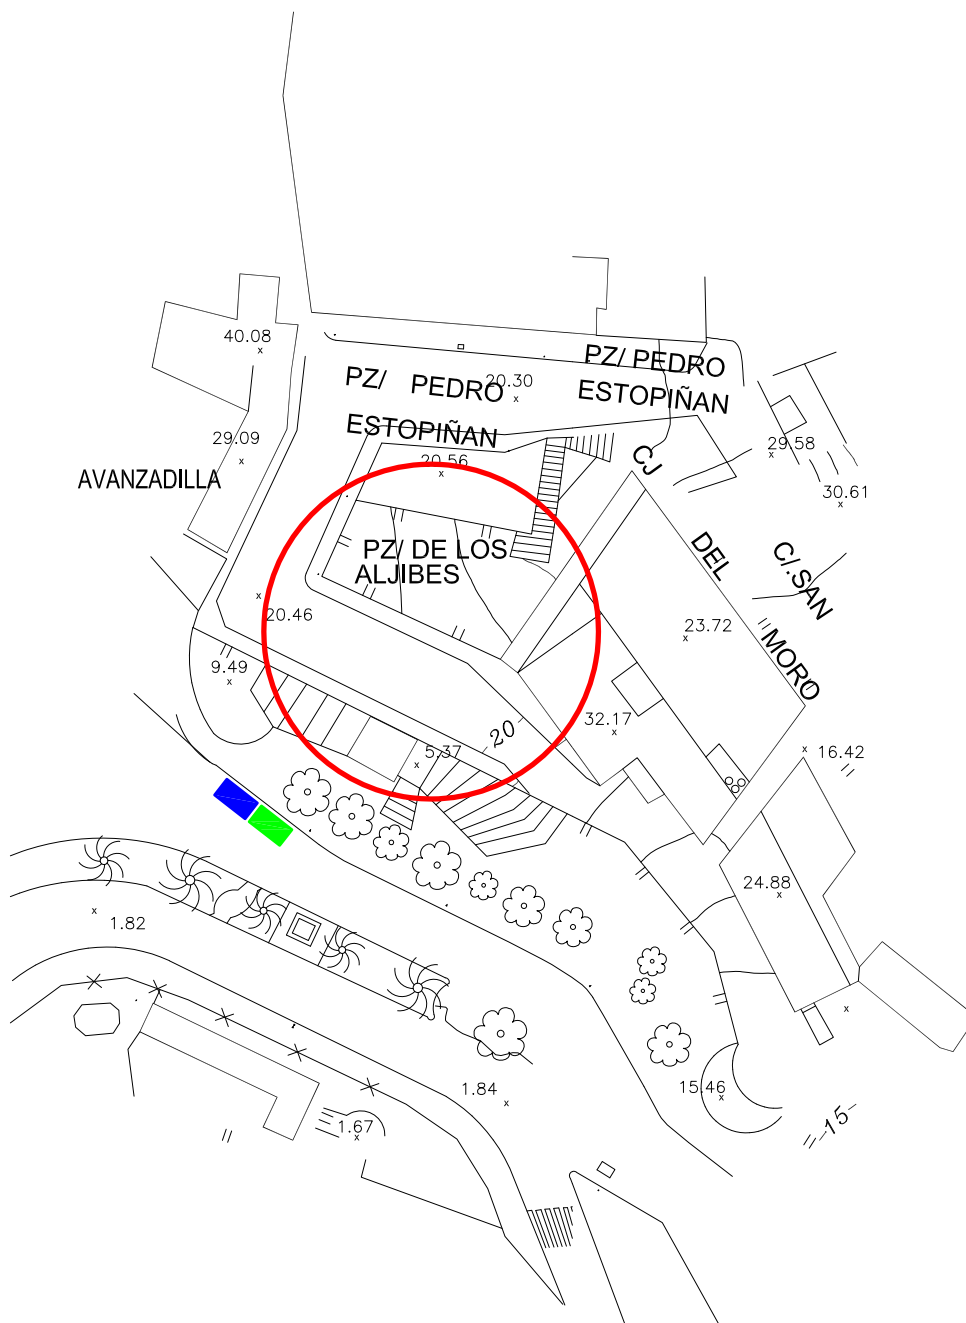 40.08
PZ/ PEDRO
PZ/ PEDRO
20.30
ESTOPIÑAN
ESTOPIÑAN
29.09
20.56
CJ
29.58
AVANZADILLA
30.61
PZ/ DE LOS
ALJIBES
DEL
C/.SAN
20.46
23.72
MORO
9.49
32.17
20
5.37
16.42
24.88
1.82
1.84
15.46
15
1.67